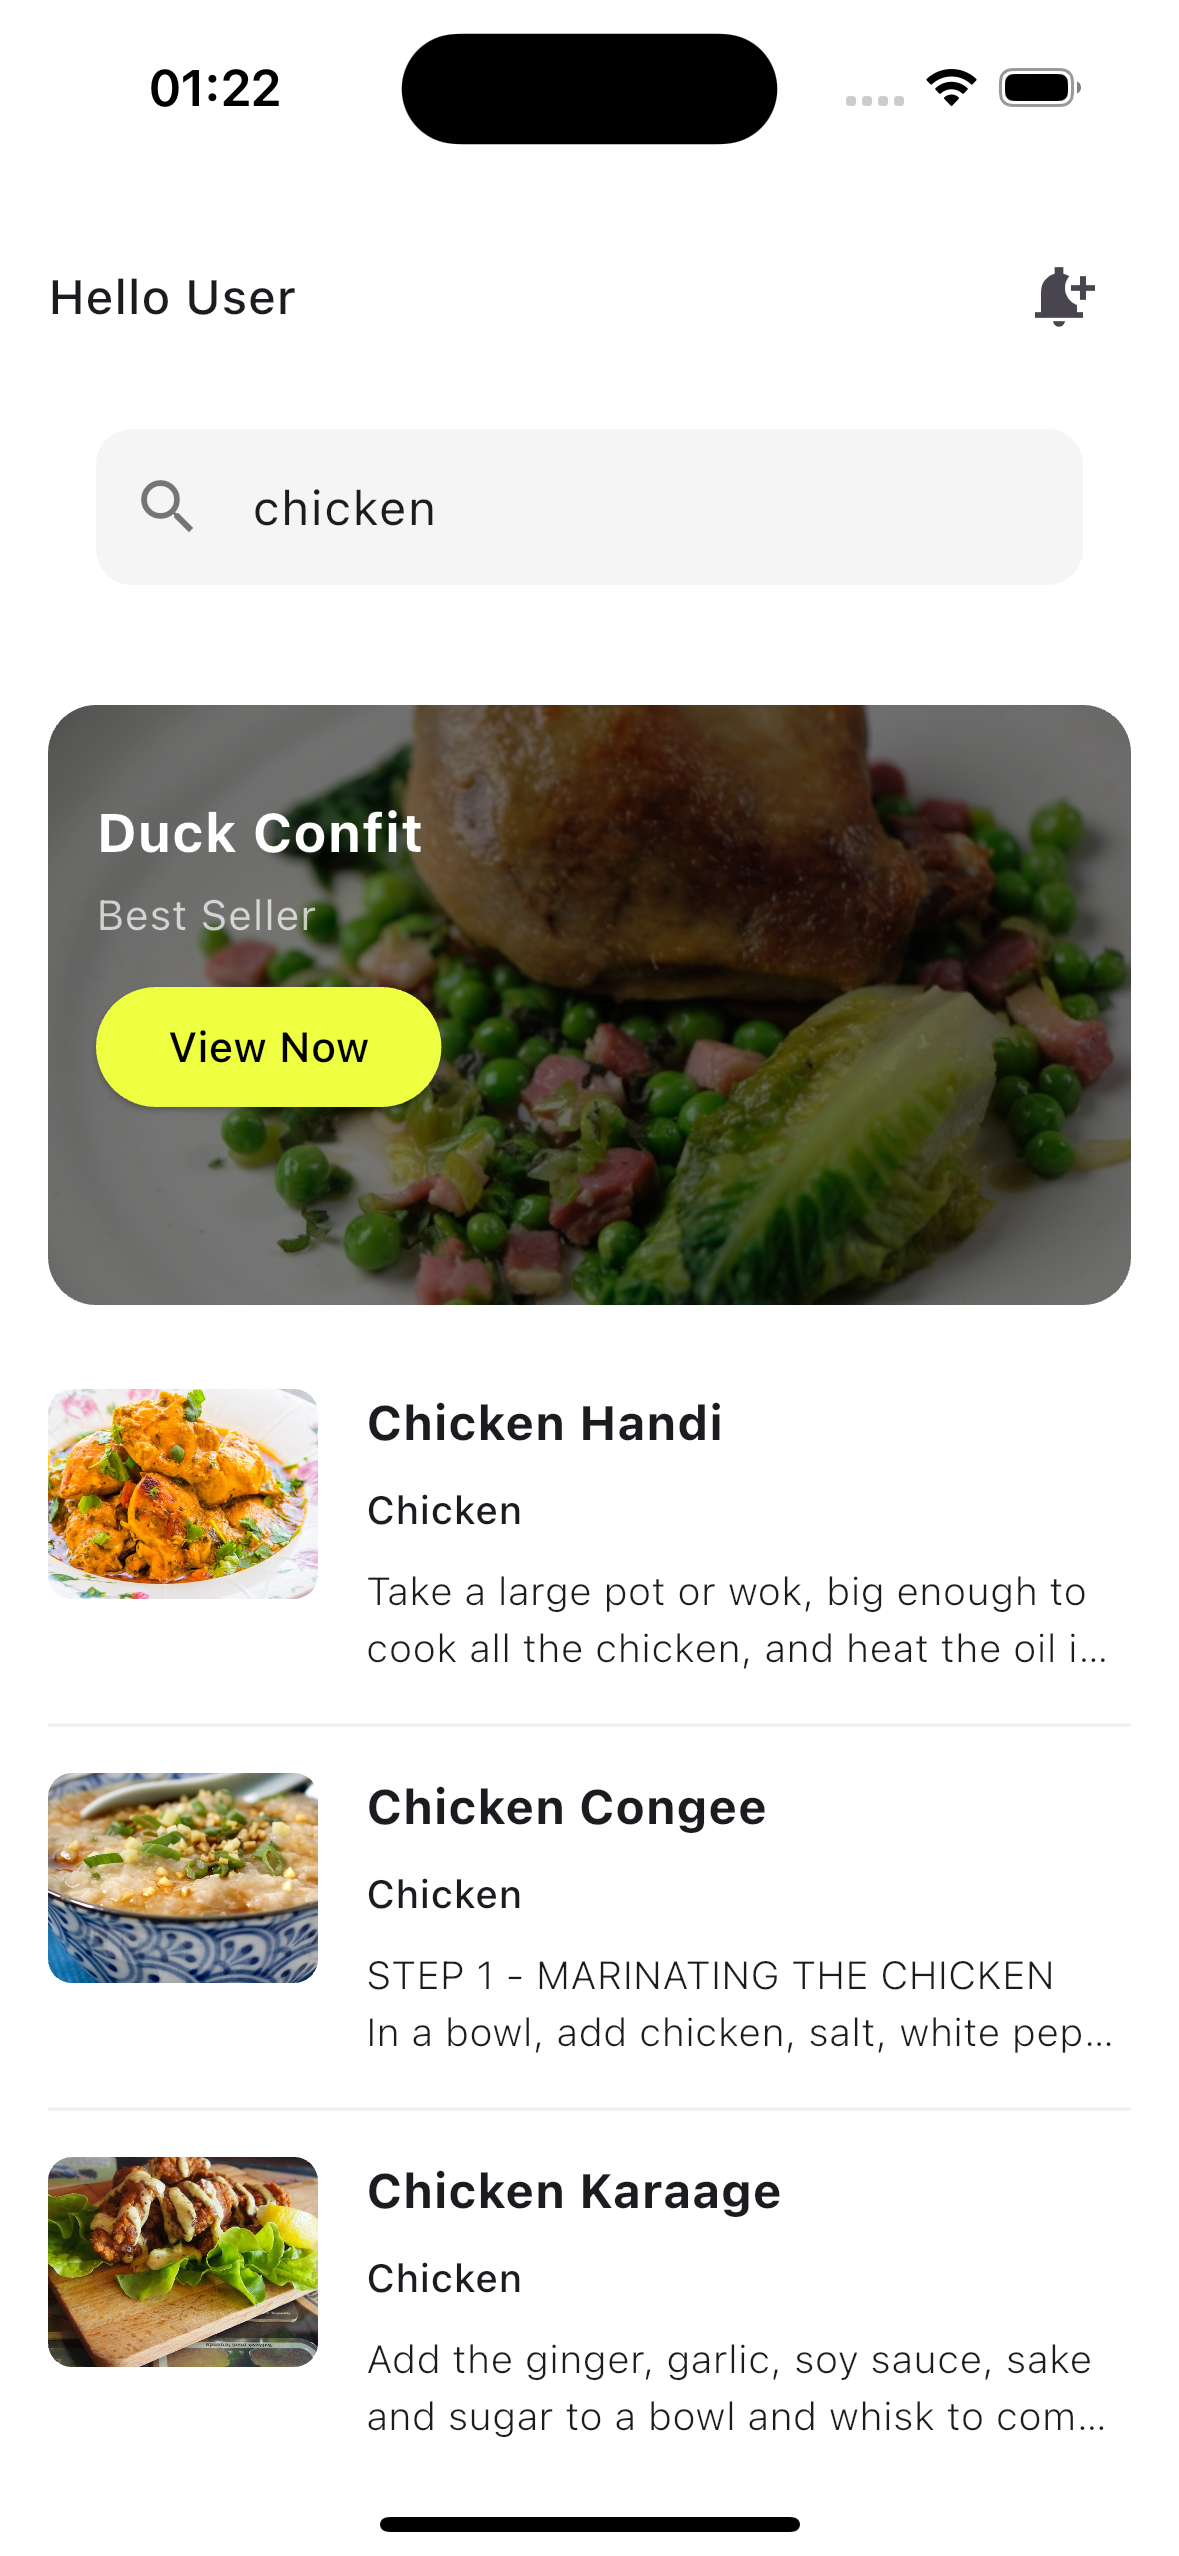 01:22
Hello User
chicken
Duck Confit
Best Seller
View Now
Chicken Handi
Chicken
Take a large pot or wok, big enough to
cook all the chicken, and heat the oil i...
Chicken Congee
Chicken
STEP 1 - MARINATING THE CHICKEN
In a bowl, add chicken, salt, white pep...
Chicken Karaage
Chicken
Add the ginger, garlic, soy sauce, sake
and sugar to a bowl and whisk to com...